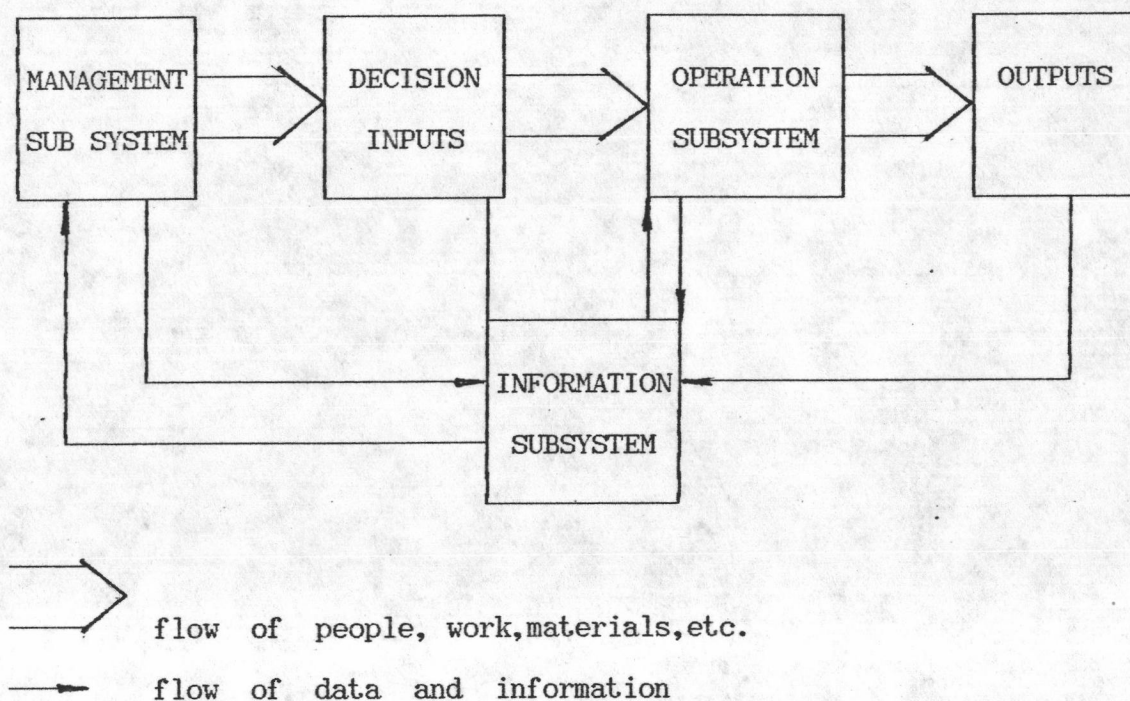 MANAGEMENT
SUB SYSTEM
DECISION
INPUTS
OPERATION
SUBSYSTEM
OUTPUTS
INFORMATION
SUBSYSTEM
flow of people, work,materials,etc.
flow of data and information